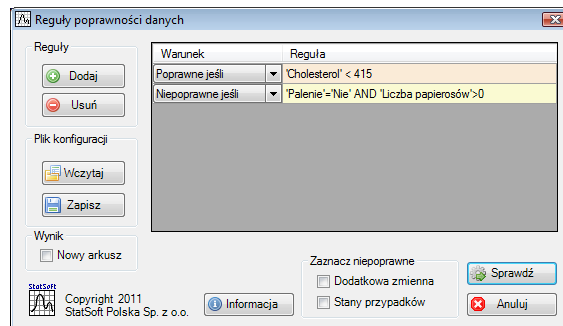 Reguły poprawności danych
Reguły
Dodaj
Usuń
Plik konfiguracji
Wczytaj
Zapisz
Wynik
Nowy arkusz
Warunek Reguła
Poprawne jeśli 'Cholesterol' < 415
Niepoprawne jeśli 'Palenie'='Nie' AND 'Liczba papierosów'>0
StatSoft
Copyright 2011
StatSoft Polska Sp. z o.o.
Informacja
Zaznacz niepoprawne
Dodatkowa zmienna
Stany przypadków
Sprawdź
Anuluj